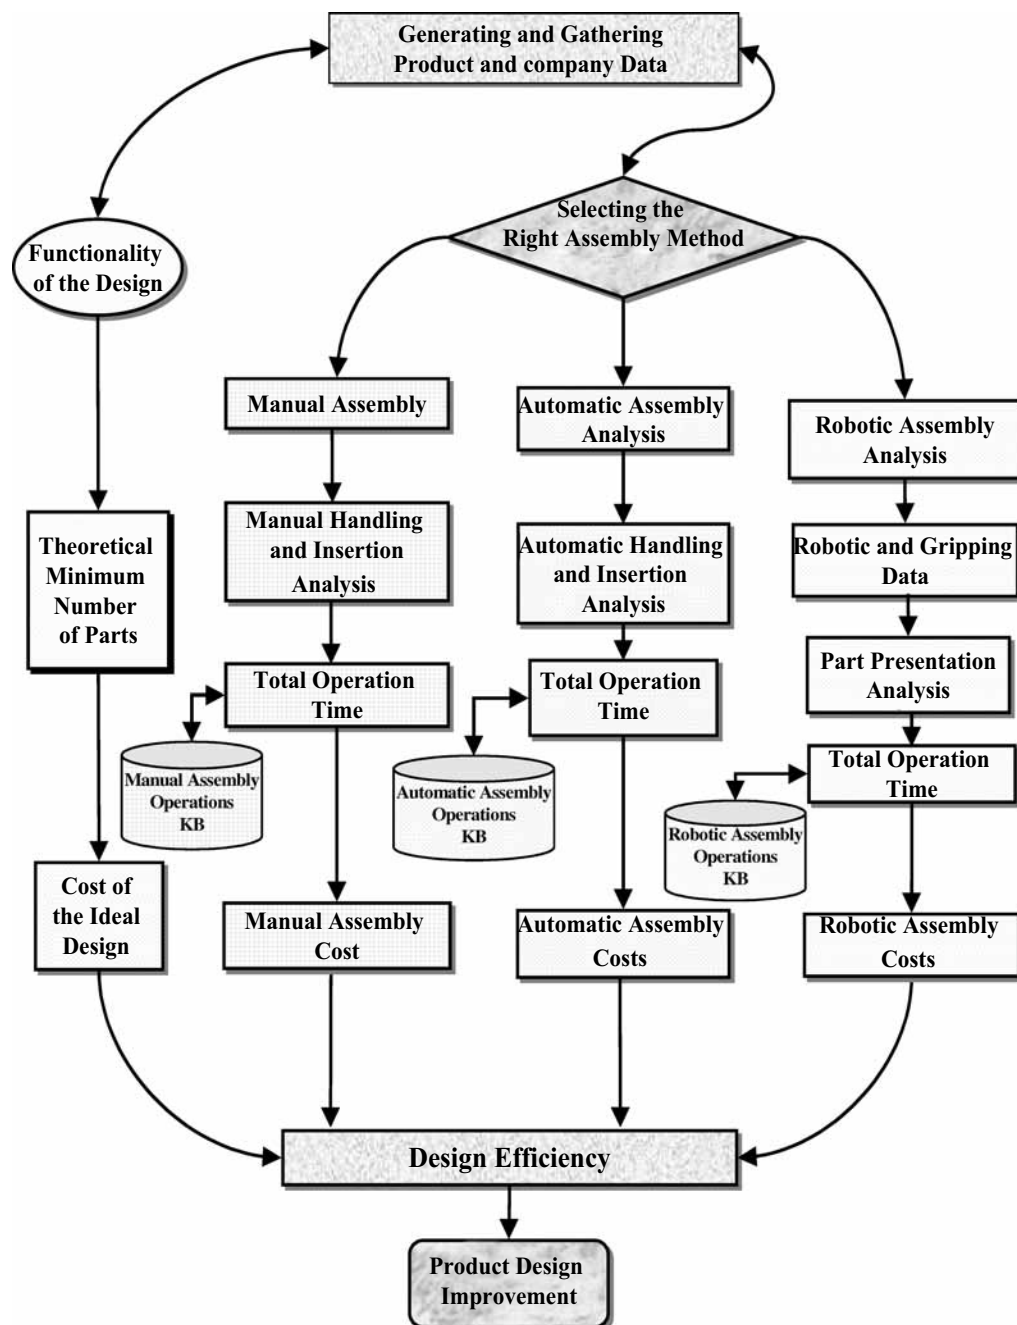 Generating and Gathering
Product and company Data
Selecting the
Right Assembly Method
Functionality
of the Design
Manual Assembly
Automatic Assembly
Analysis
Robotic Assembly
Analysis
Theoretical
Minimum
Number
of Parts
Manual Handling
and Insertion
Analysis
Automatic Handling
and Insertion
Analysis
Robotic and Gripping
Data
Part Presentation
Analysis
Total Operation
Time
Total Operation
Time
Total Operation
Time
Manual Assembly
Operations
KB
Automatic Assembly
Operations
KB
Robotic Assembly
Operations
KB
Cost of
the Ideal
Design
Manual Assembly
Cost
Automatic Assembly
Costs
Robotic Assembly
Costs
Design Efficiency
Product Design
Improvement